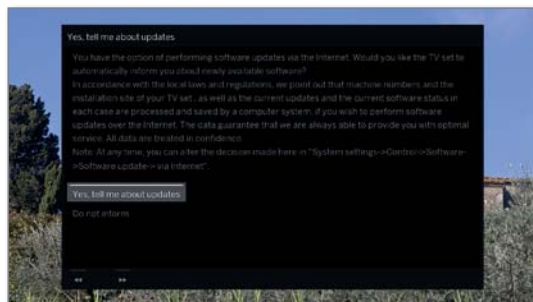 Yes, tell me about updates
You have the option of performing software updates via the Internet. Would you like the TV set to
automatically inform you about newly available software?
In accordance with the local laws and regulations, we point out that machine numbers and the
installation site of your TV set , as well as the current updates and the current software status in
each case are processed and saved by a computer system, if you wish to perform software
updates over the Internet. The data guarantee that we are always able to provide you with optimal
service. All data are treated in confidence.
Note: At any time, you can alter the decision made here in "System settings->Control->Software-
>Software update-> via Internet".
Yes, tell me about updates
Do not inform